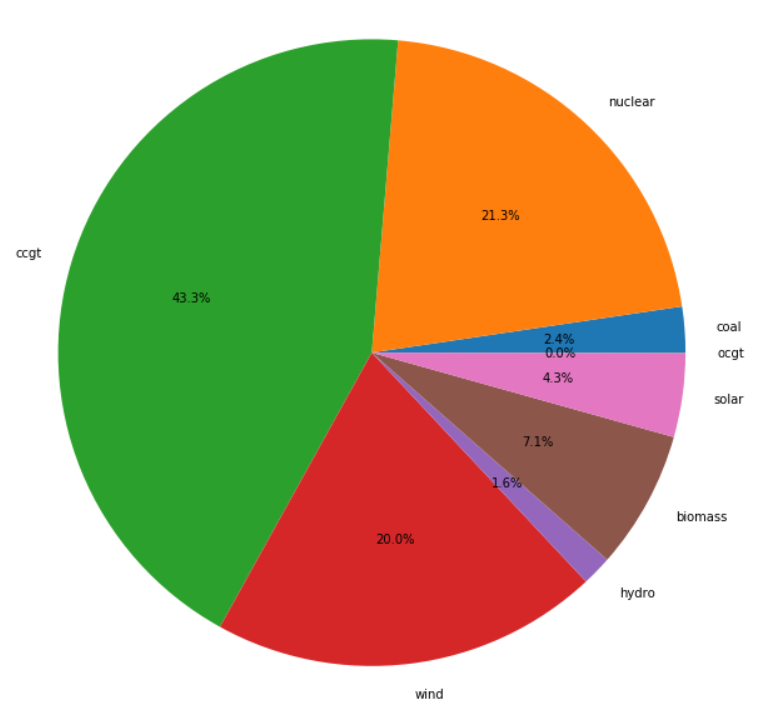 nuclear
21.3%
ccgt
43.3%
coal
2.4%
ocgt
0.0%
4.3%
solar
7.1%
1.6%
biomass
20.0%
hydro
wind